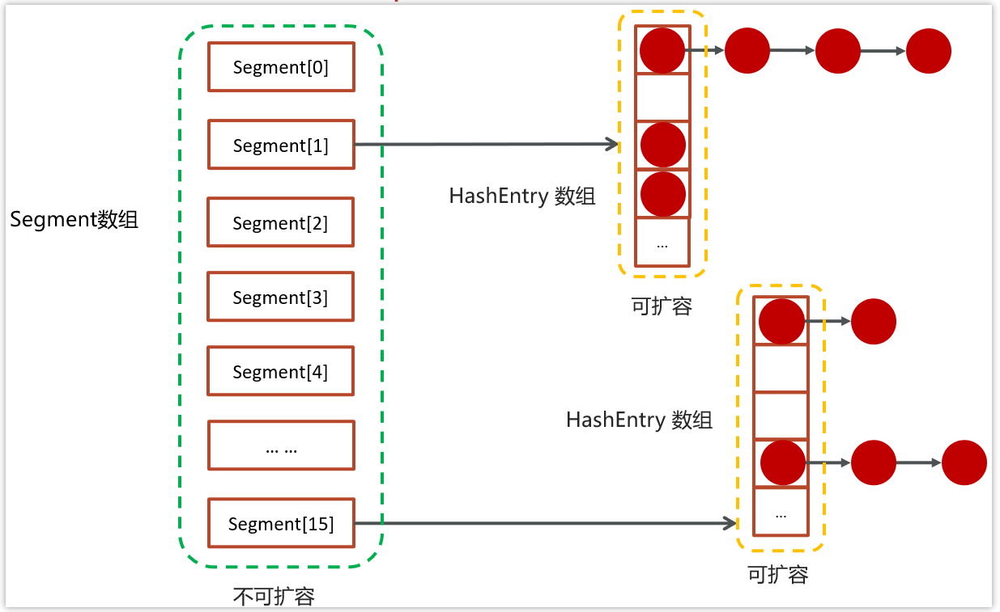 Segment数组
Segment[0]
Segment[1]
Segment[2]
Segment[3]
Segment[4]
... ...
Segment[15]
不可扩容
HashEntry 数组
...
可扩容
HashEntry 数组
...
可扩容